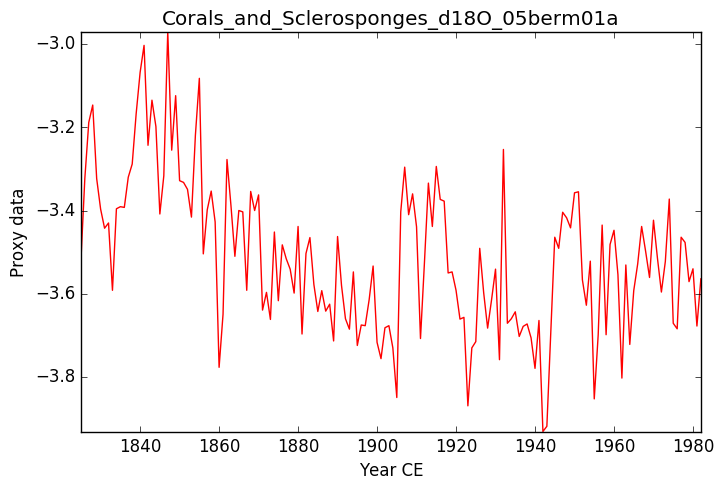 Corals_and_Sclerosponges_d18O_05berm01a
−3.0
−3.2
−3.4
−3.6
−3.8
Proxy data
1840 1860 1880 1900 1920 1940 1960 1980
Year CE